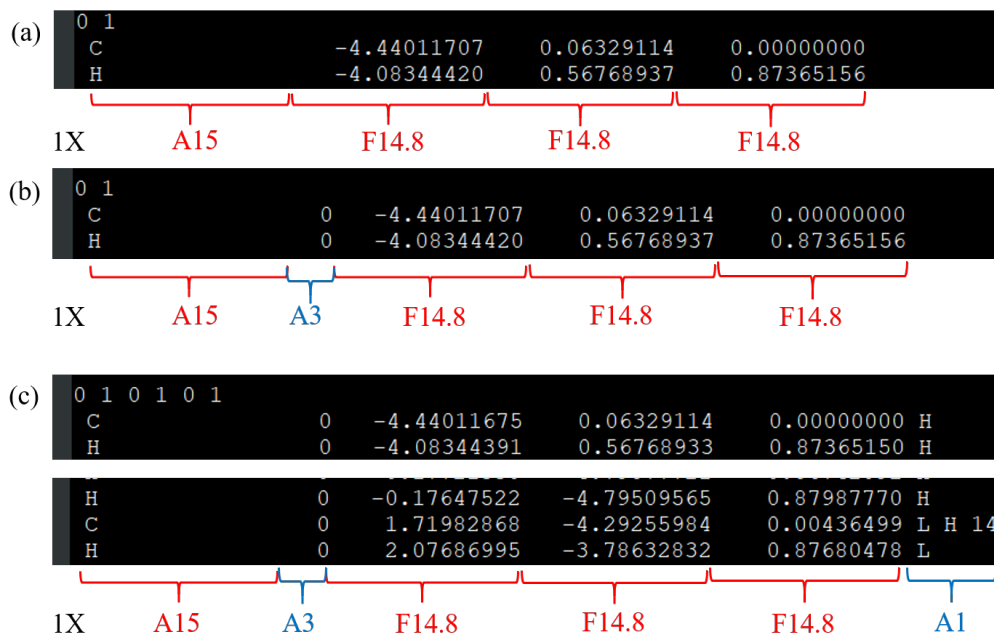 (a)
0 1
C -4.44011707 0.06329114 0.00000000
H -4.08344420 0.56768937 0.87365156
1X A15 F14.8 F14.8 F14.8
(b)
0 1
C 0 -4.44011707 0.06329114 0.00000000
H 0 -4.08344420 0.56768937 0.87365156
1X A15 A3 F14.8 F14.8 F14.8
(c)
0 1 0 1 0 1
C 0 -4.44011675 0.06329114 0.00000000 H
H 0 -4.08344391 0.56768933 0.87365150 H
H 0 -0.17647522 -4.79509565 0.87987770 H
C 0 1.71982868 -4.29255984 0.00436499 L H 14
H 0 2.07686995 -3.78632832 0.87680478 L
1X A15 A3 F14.8 F14.8 F14.8 A1